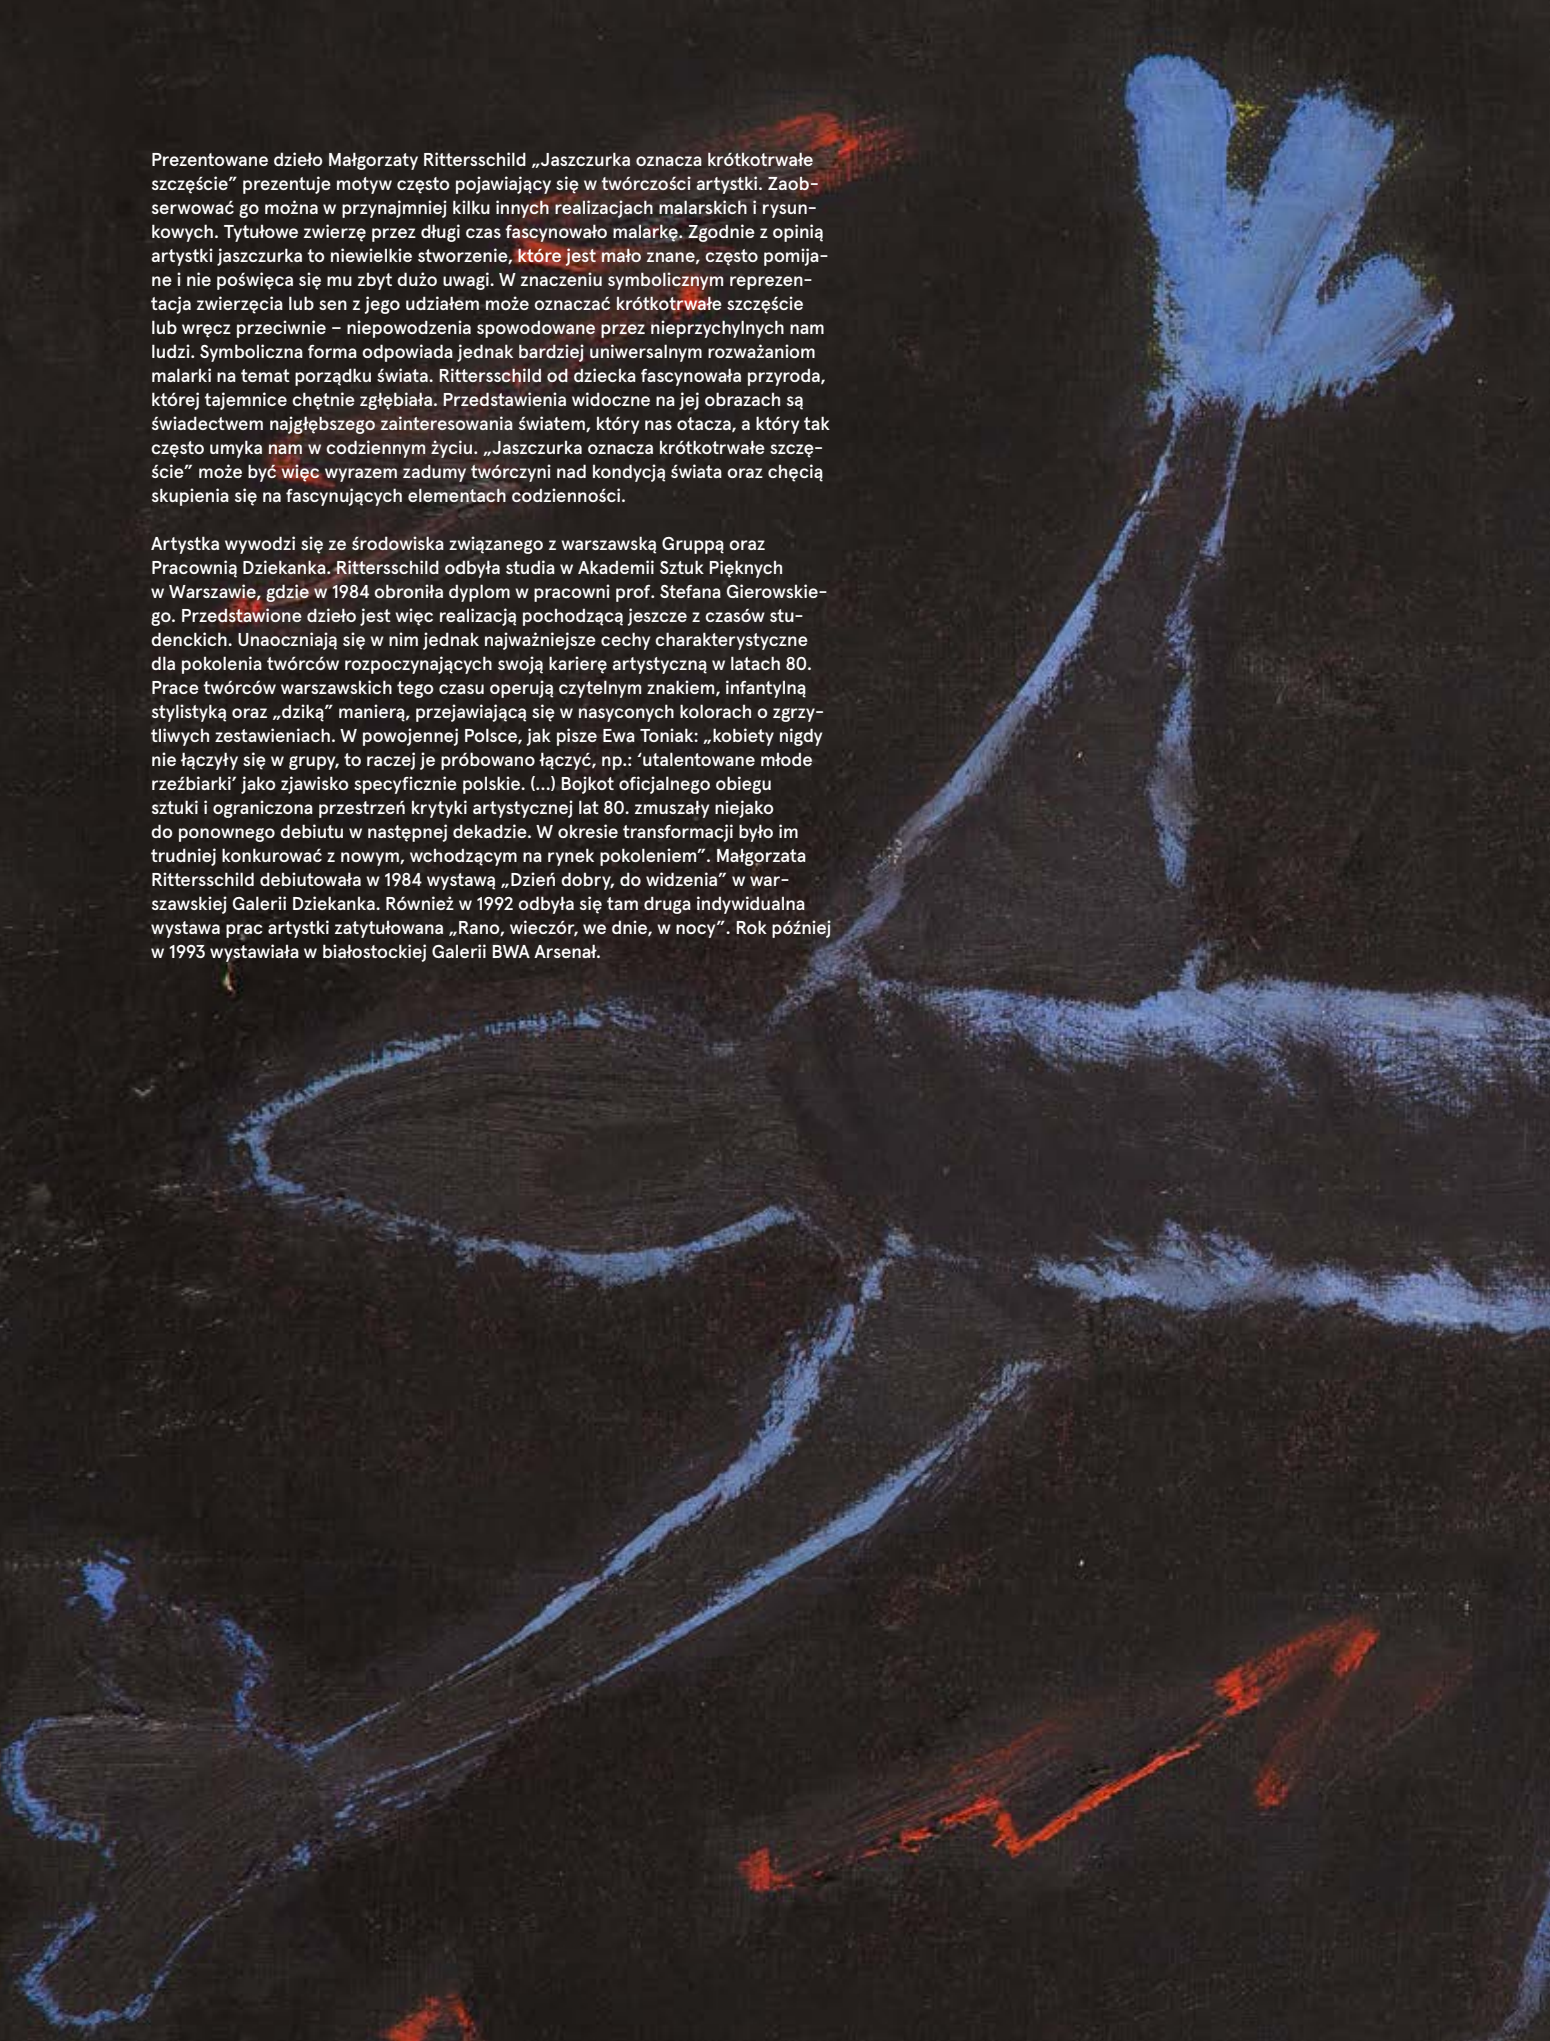 Prezentowane dzieło Małgorzaty Rittersschild „Jaszczurka oznacza krótkotrwałe
szczęście” prezentuje motyw często pojawiający się w twórczości artystki. Zaob-
serwować go można w przynajmniej kilku innych realizacjach malarskich i rysun-
kowych. Tytułowe zwierzę przez długi czas fascynowało malarkę. Zgodnie z opinią
artystki jaszczurka to niewielkie stworzenie, które jest mało znane, często pomija-
ne i nie poświęca się mu zbyt dużo uwagi. W znaczeniu symbolicznym reprezen-
tacja zwierzęcia lub sen z jego udziałem może oznaczać krótkotrwałe szczęście
lub wręcz przeciwnie – niepowodzenia spowodowane przez nieprzychylnych nam
ludzi. Symboliczna forma odpowiada jednak bardziej uniwersalnym rozważaniom
malarki na temat porządku świata. Rittersschild od dziecka fascynowała przyroda,
której tajemnice chętnie zgłębiała. Przedstawienia widoczne na jej obrazach są
świadectwem najgłębszego zainteresowania światem, który nas otacza, a który tak
często umyka nam w codziennym życiu. „Jaszczurka oznacza krótkotrwałe szczę-
ście” może być więc wyrazem zadumy twórczyni nad kondycją świata oraz chęcią
skupienia się na fascynujących elementach codzienności.
Artystka wywodzi się ze środowiska związanego z warszawską Gruppą oraz
Pracownią Dziekanka. Rittersschild odbyła studia w Akademii Sztuk Pięknych
w Warszawie, gdzie w 1984 obroniła dyplom w pracowni prof. Stefana Gierowskie-
go. Przedstawione dzieło jest więc realizacją pochodzącą jeszcze z czasów stu-
denckich. Unaoczniają się w nim jednak najważniejsze cechy charakterystyczne
dla pokolenia twórców rozpoczynających swoją karierę artystyczną w latach 80.
Prace twórców warszawskich tego czasu operują czytelnym znakiem, infantylną
stylistyką oraz „dziką” manierą, przejawiającą się w nasyconych kolorach o zgrzy-
tliwych zestawieniach. W powojennej Polsce, jak pisze Ewa Toniak: „kobiety nigdy
nie łączyły się w grupy, to raczej je próbowano łączyć, np.: ‘utalentowane młode
rzeźbiarki’ jako zjawisko specyficznie polskie. (...) Bojkot oficjalnego obiegu
sztuki i ograniczona przestrzeń krytyki artystycznej lat 80. zmuszały niejako
do ponownego debiutu w następnej dekadzie. W okresie transformacji było im
trudniej konkurować z nowym, wchodzącym na rynek pokoleniem”. Małgorzata
Rittersschild debiutowała w 1984 wystawą „Dzień dobry, do widzenia” w war-
szawskiej Galerii Dziekanka. Również w 1992 odbyła się tam druga indywidualna
wystawa prac artystki zatytułowana „Rano, wieczór, we dnie, w nocy”. Rok później
w 1993 wystawiała w białostockiej Galerii BWA Arsenał.